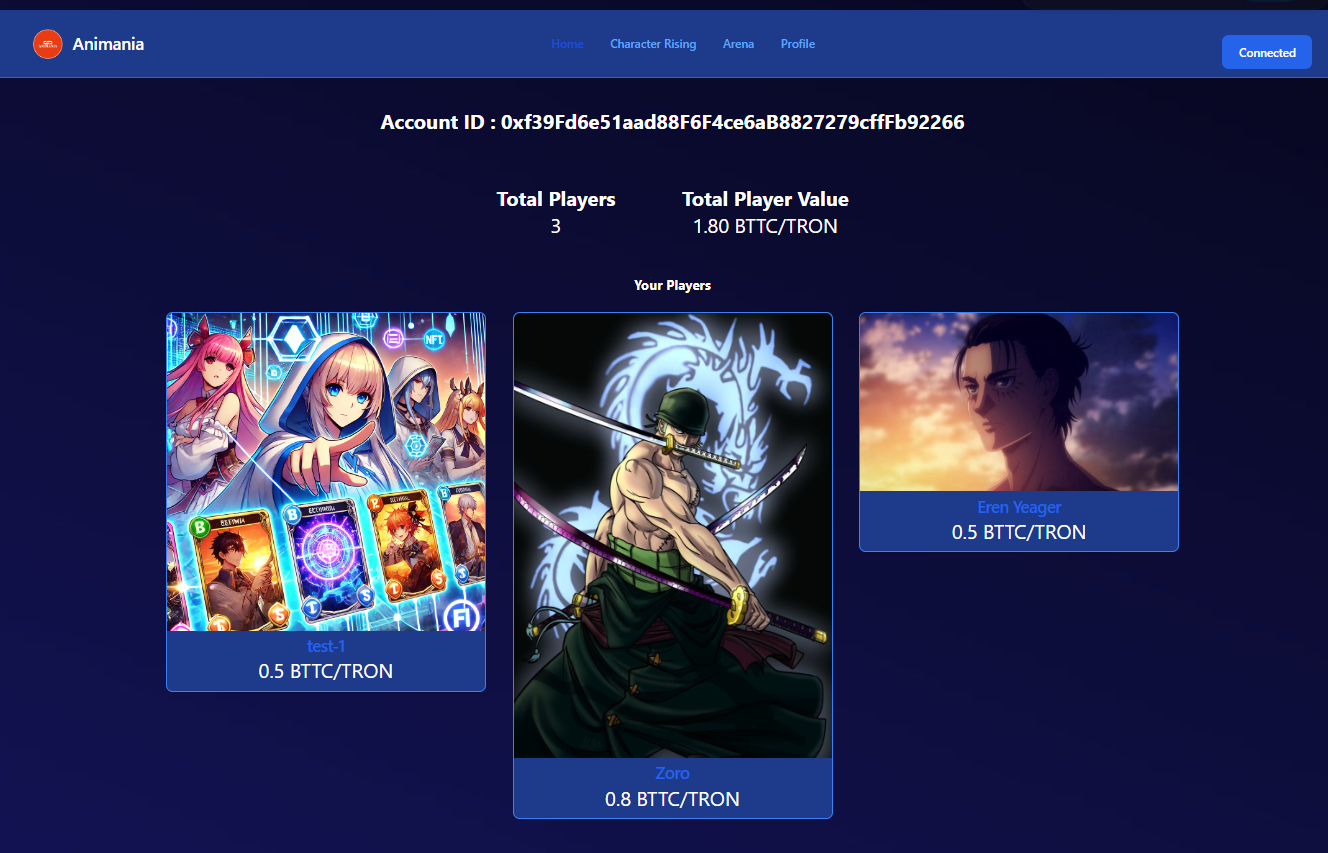 Animania
Home
Character Rising
Arena
Profile
Connected
Account ID : 0xf39Fd6e51aad88F6F4ce6aB8827279cffFb92266
Total Players
3
Total Player Value
1.80 BTTC/TRON
Your Players
NFT
test-1
0.5 BTTC/TRON
Zoro
0.8 BTTC/TRON
Eren Yeager
0.5 BTTC/TRON